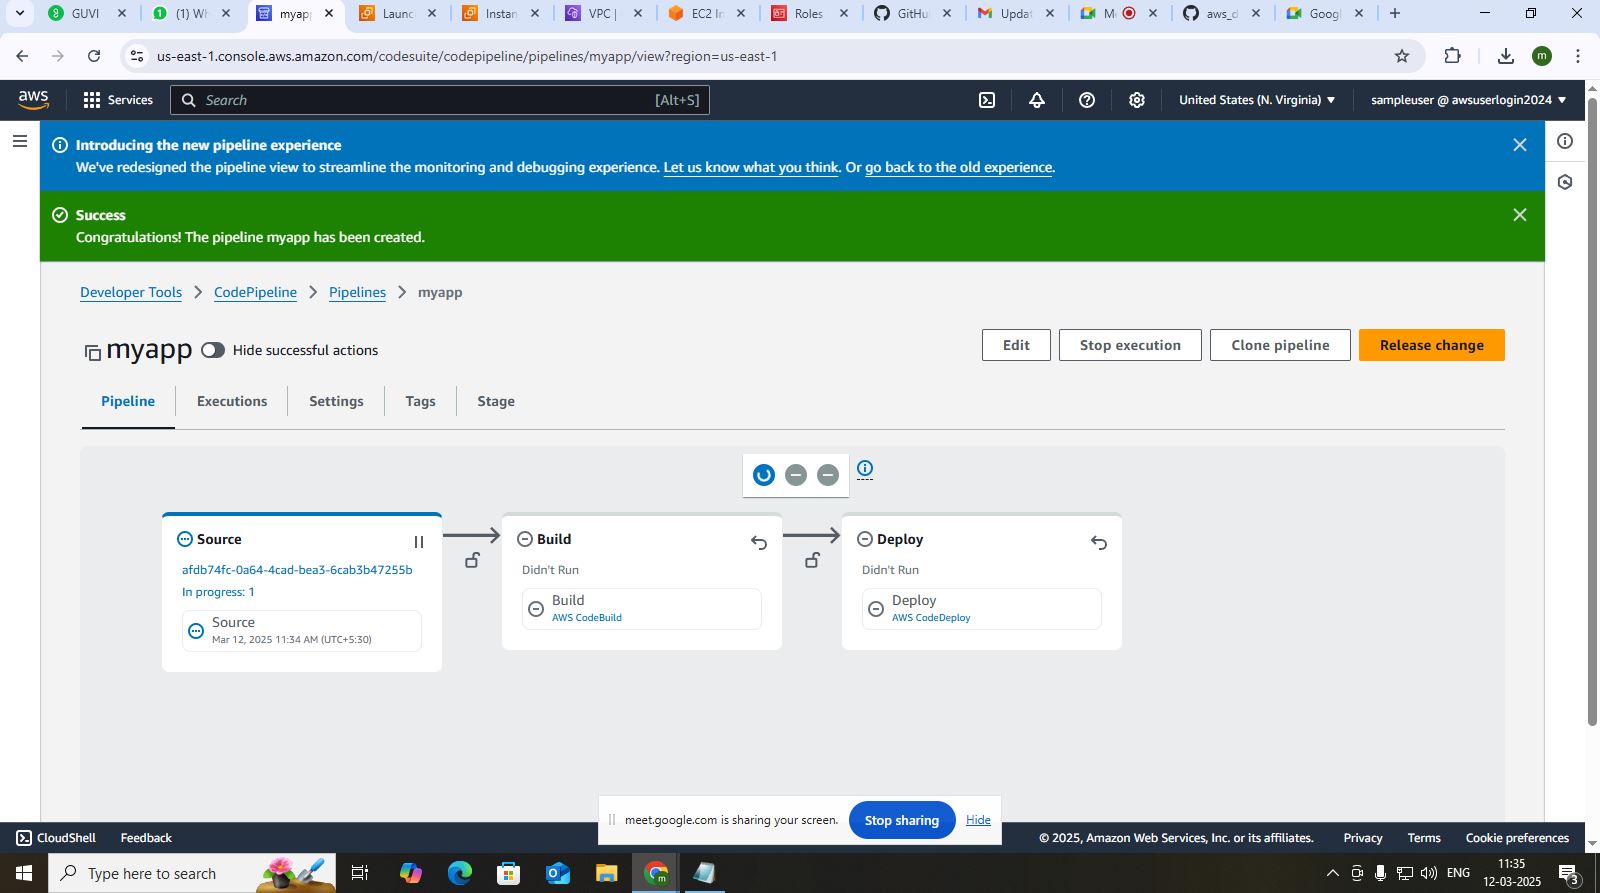 GUVI
(1) Wh
myap
Launc
Instan
VPC |
EC2 In
Roles
GitHu
Updat
M
aws_d
Goog
us-east-1.console.aws.amazon.com/codesuite/codepipeline/pipelines/myapp/view?region=us-east-1
m
aws
Services
Search
[Alt+S]
United States (N. Virginia)
sampleuser @ awsuserlogin2024
Introducing the new pipeline experience
We've redesigned the pipeline view to streamline the monitoring and debugging experience. Let us know what you think. Or go back to the old experience.
Success
Congratulations! The pipeline myapp has been created.
Developer Tools
CodePipeline
Pipelines
myapp
myapp
Hide successful actions
Edit
Stop execution
Clone pipeline
Release change
Pipeline
Executions
Settings
Tags
Stage
Source
afdb74fc-0a64-4cad-bea3-6cab3b47255b
In progress: 1
Source
Mar 12, 2025 11:34 AM (UTC+5:30)
Build
Didn't Run
Build
AWS CodeBuild
Deploy
Didn't Run
Deploy
AWS CodeDeploy
meet.google.com is sharing your screen.
Stop sharing
Hide
CloudShell
Feedback
© 2025, Amazon Web Services, Inc. or its affiliates.
Privacy
Terms
Cookie preferences
Type here to search
ENG
11:35
12-03-2025
3